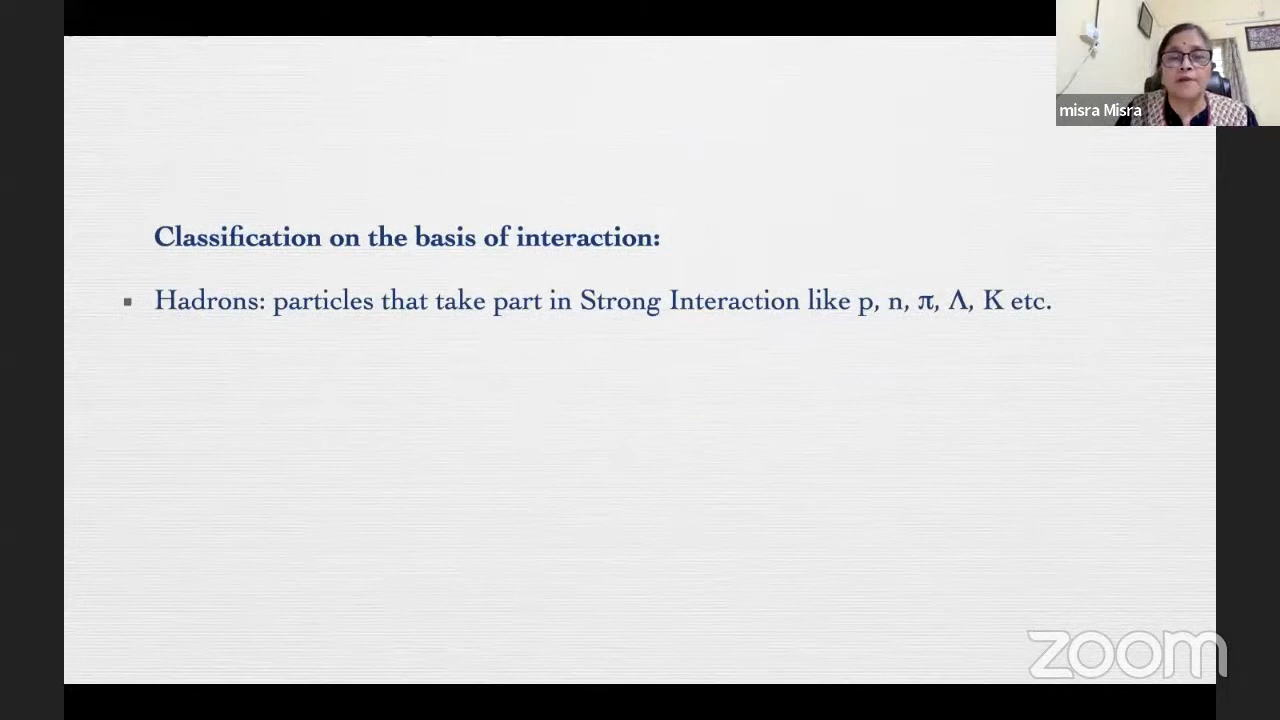 misra Misra
Classification on the basis of interaction:
▪ Hadrons: particles that take part in Strong Interaction like p, n, π, Λ, K etc.
zoom